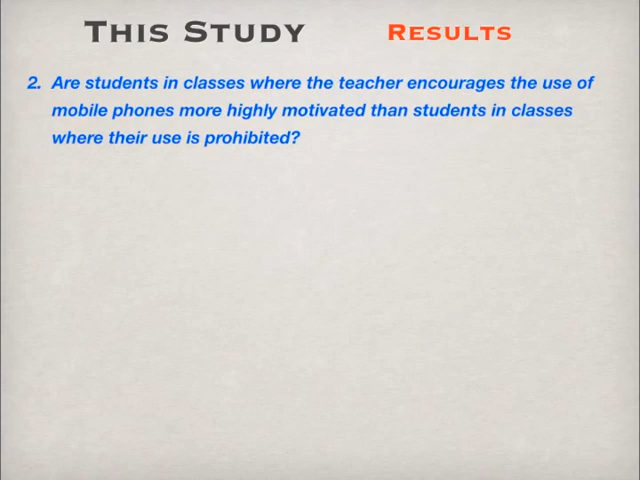 This Study Results
2. Are students in classes where the teacher encourages the use of
mobile phones more highly motivated than students in classes
where their use is prohibited?